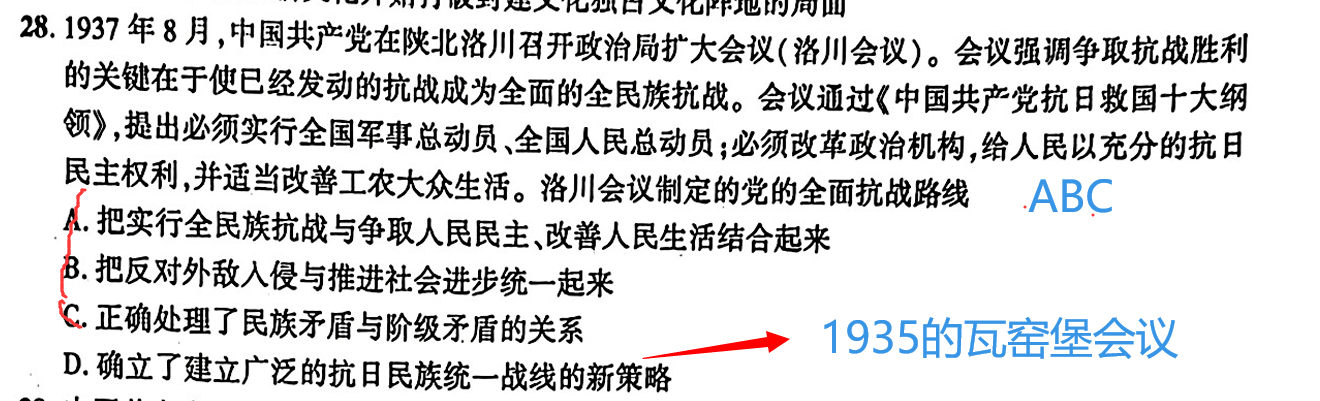 28. 1937年8月,中国共产党在陕北洛川召开政治局扩大会议(洛川会议)。会议强调争取抗战胜利
的关键在于使已经发动的抗战成为全面的全民族抗战。会议通过《中国共产党抗日救国十大纲
领》,提出必须实行全国军事总动员、全国人民总动员;必须改革政治机构,给人民以充分的抗日
民主权利,并适当改善工农大众生活。洛川会议制定的党的全面抗战路线
ABC
A. 把实行全民族抗战与争取人民民主、改善人民生活结合起来
B. 把反对外敌入侵与推进社会进步统一起来
C. 正确处理了民族矛盾与阶级矛盾的关系
D. 确立了建立广泛的抗日民族统一战线的新策略
1935的瓦窑堡会议